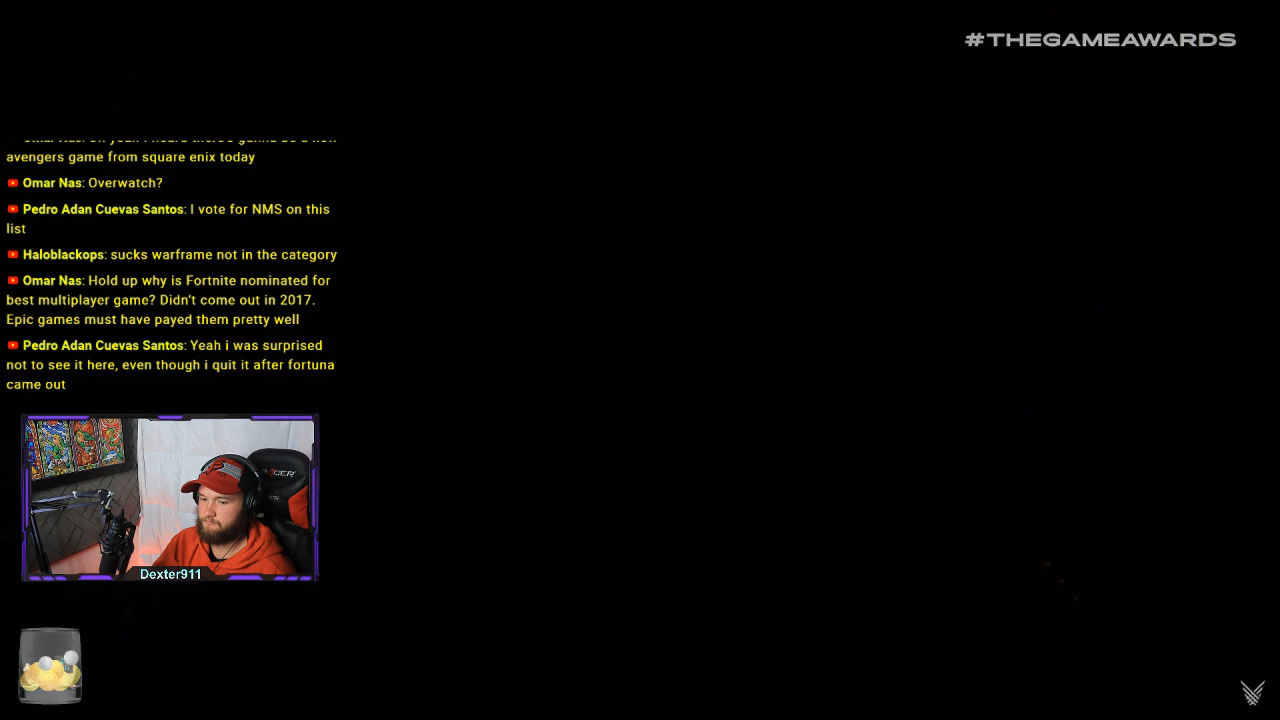 #THEGAMEAWARDS
avengers game from square enix today
Omar Nas: Overwatch?
Pedro Adan Cuevas Santos: I vote for NMS on this
list
Haloblackops: sucks warframe not in the category
Omar Nas: Hold up why is Fortnite nominated for
best multiplayer game? Didn't come out in 2017.
Epic games must have payed them pretty well
Pedro Adan Cuevas Santos: Yeah i was surprised
not to see it here, even though i quit it after fortuna
came out
Dexter911